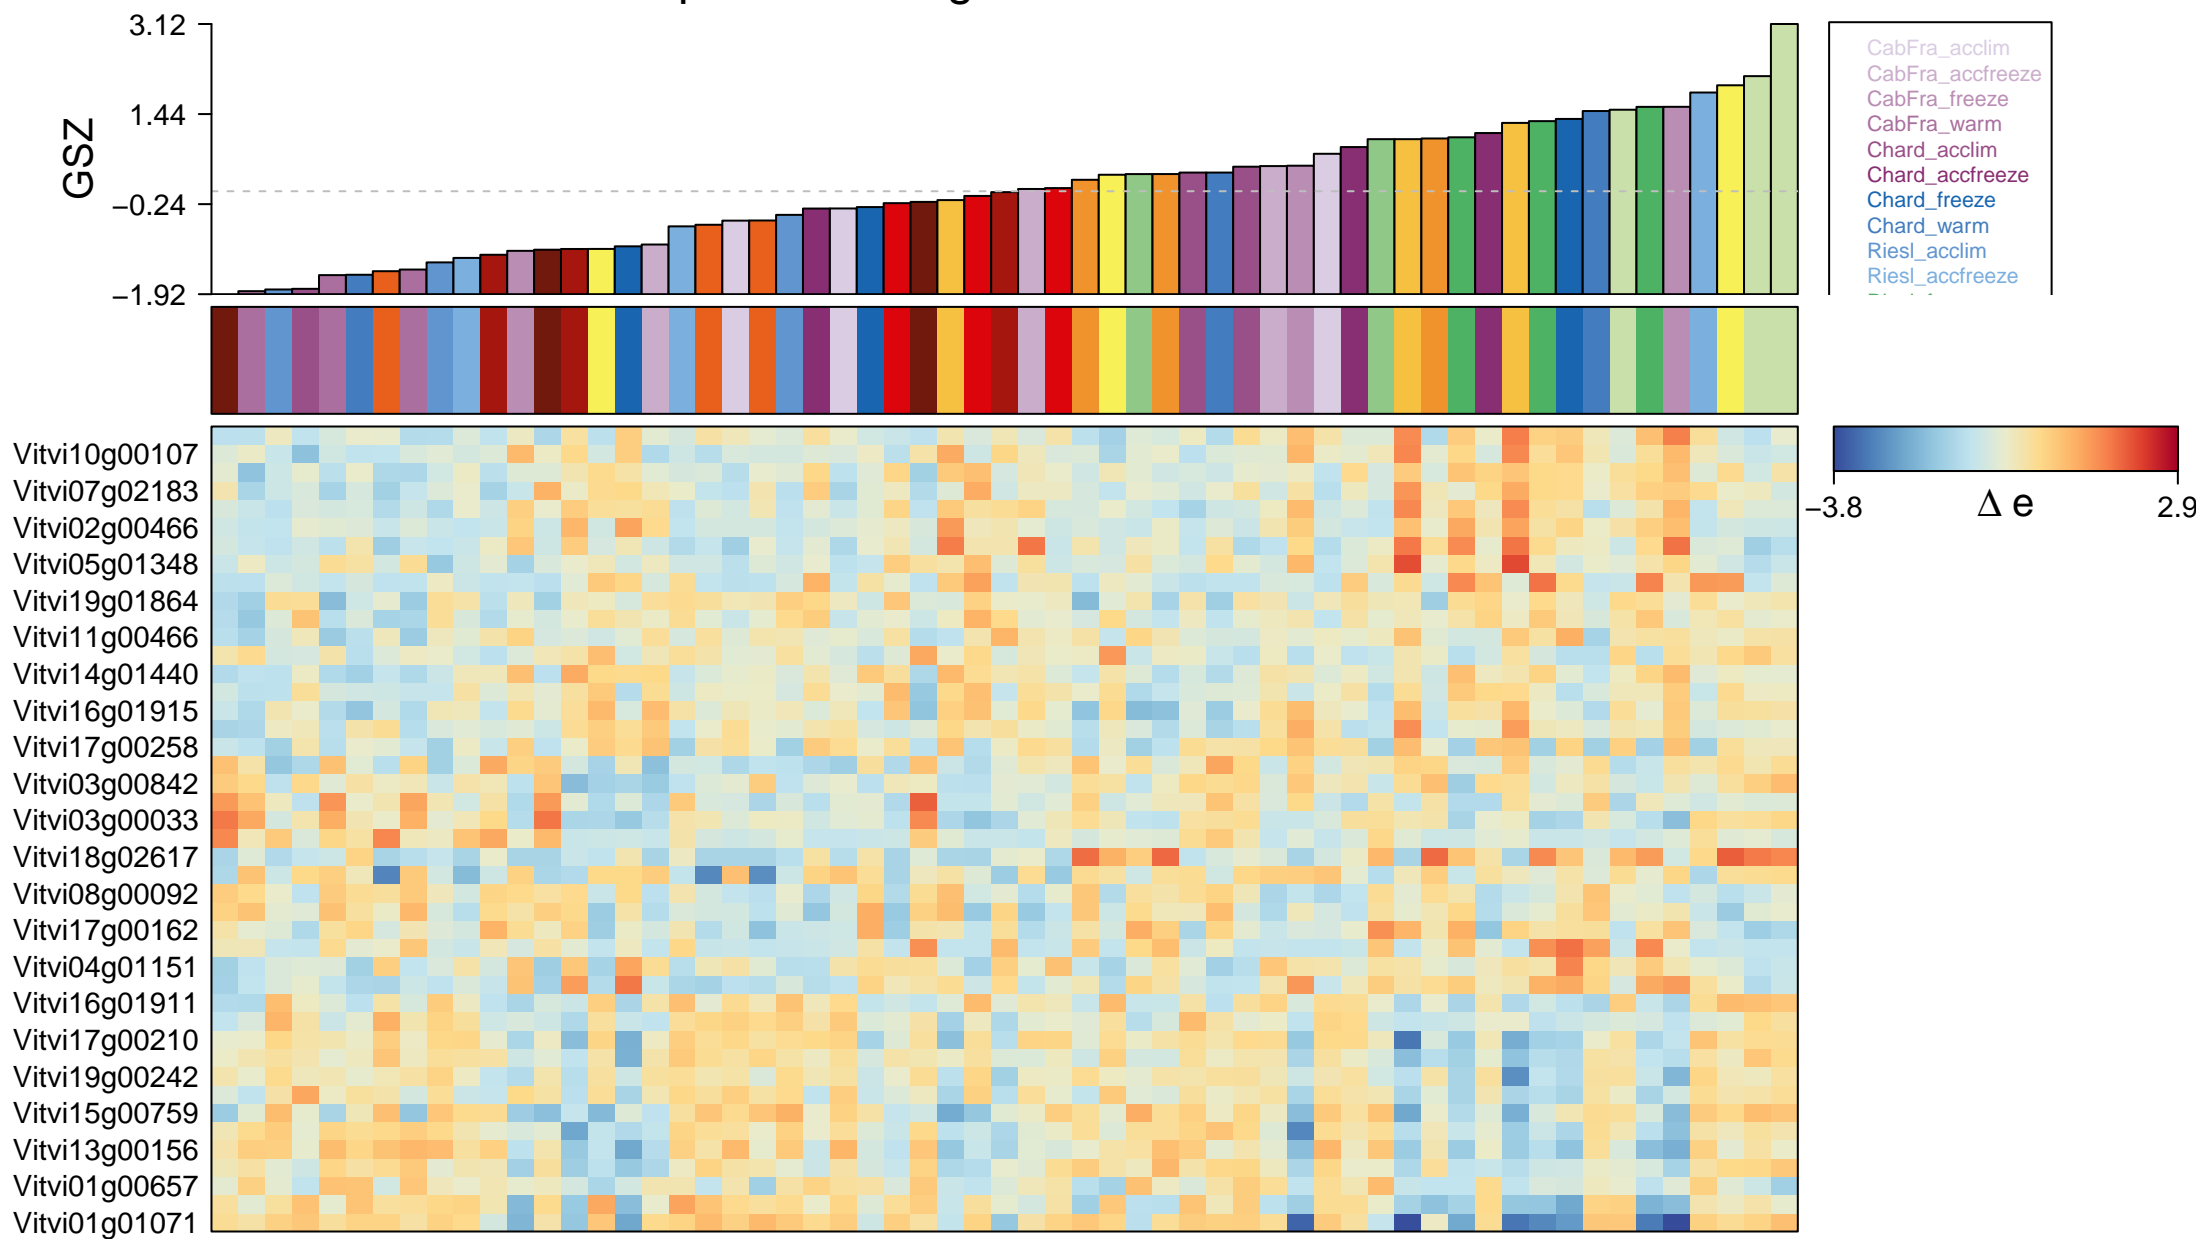 3.12
1.44
−0.24
−1.92
GSZ
CabFra_acclim
CabFra_accfreeze
CabFra_freeze
CabFra_warm
Chard_acclim
Chard_accfreeze
Chard_freeze
Chard_warm
Riesl_acclim
Riesl_accfreeze
Vitvi10g00107
Vitvi07g02183
Vitvi02g00466
Vitvi05g01348
Vitvi19g01864
Vitvi11g00466
Vitvi14g01440
Vitvi16g01915
Vitvi17g00258
Vitvi03g00842
Vitvi03g00033
Vitvi18g02617
Vitvi08g00092
Vitvi17g00162
Vitvi04g01151
Vitvi16g01911
Vitvi17g00210
Vitvi19g00242
Vitvi15g00759
Vitvi13g00156
Vitvi01g00657
Vitvi01g01071
−3.8 Δ e 2.9